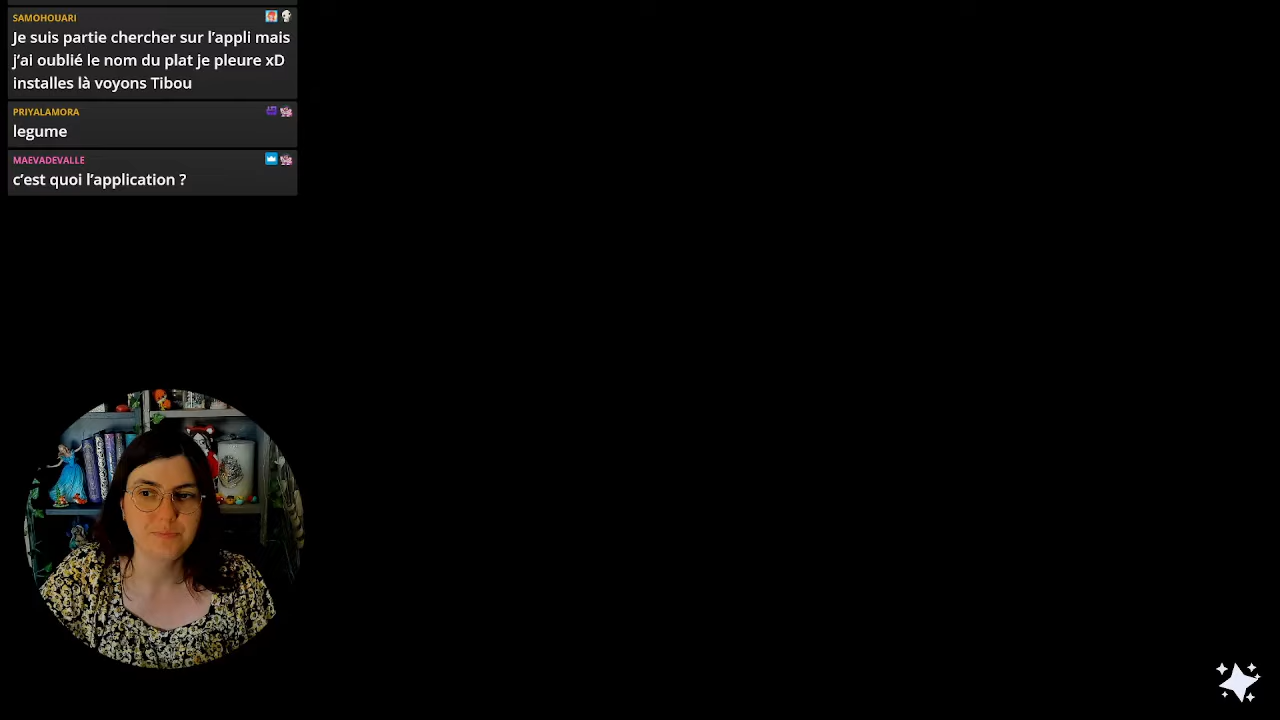 SAMOHOUARI
Je suis partie chercher sur l’appli mais
j’ai oublié le nom du plat je pleure xD
installes là voyons Tibou
PRIYALAMORA
legume
MAEVADEVALLE
c’est quoi l’application ?